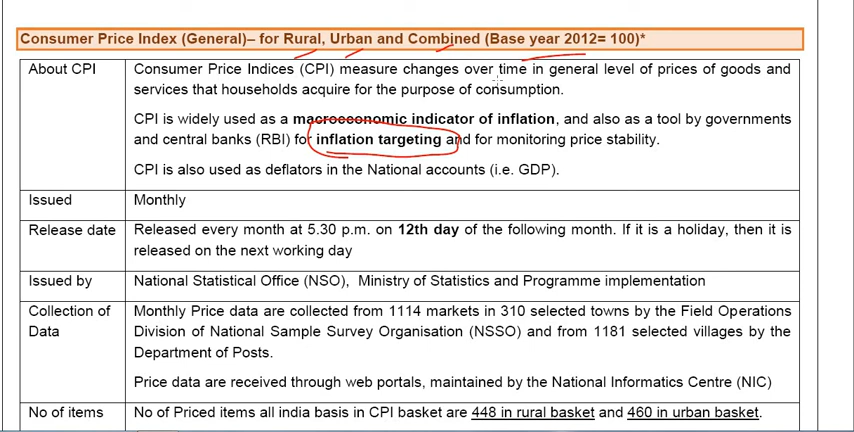 Consumer Price Index (General)– for Rural, Urban and Combined (Base year 2012= 100)*
About CPI
Consumer Price Indices (CPI) measure changes over time in general level of prices of goods and
services that households acquire for the purpose of consumption.
CPI is widely used as a macroeconomic indicator of inflation, and also as a tool by governments
and central banks (RBI) for inflation targeting and for monitoring price stability.
CPI is also used as deflators in the National accounts (i.e. GDP).
Issued
Monthly
Release date
Released every month at 5.30 p.m. on 12th day of the following month. If it is a holiday, then it is
released on the next working day
Issued by
National Statistical Office (NSO), Ministry of Statistics and Programme implementation
Collection of
Data
Monthly Price data are collected from 1114 markets in 310 selected towns by the Field Operations
Division of National Sample Survey Organisation (NSSO) and from 1181 selected villages by the
Department of Posts.
Price data are received through web portals, maintained by the National Informatics Centre (NIC)
No of items
No of Priced items all india basis in CPI basket are 448 in rural basket and 460 in urban basket.